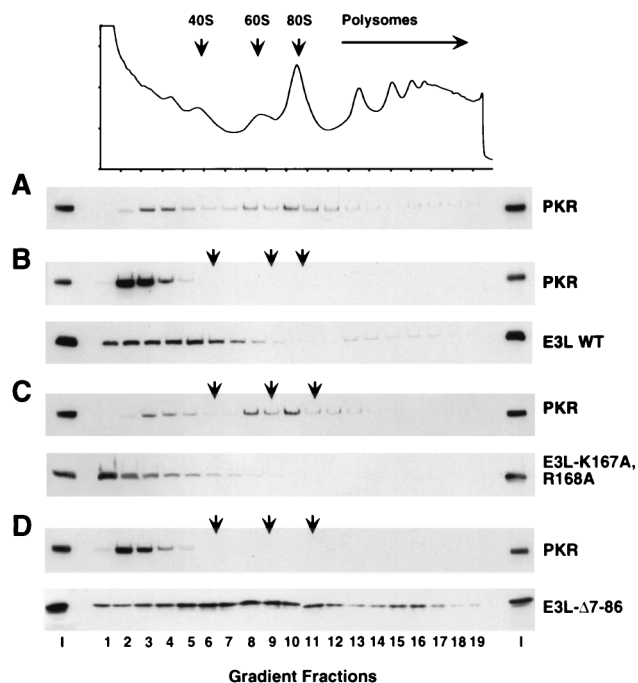 40S 60S 80S Polysomes
A
PKR
B
PKR
E3L WT
C
PKR
E3L-K167A,
R168A
D
PKR
E3L-Δ7-86
I 1 2 3 4 5 6 7 8 9 10 11 12 13 14 15 16 17 18 19 I
Gradient Fractions